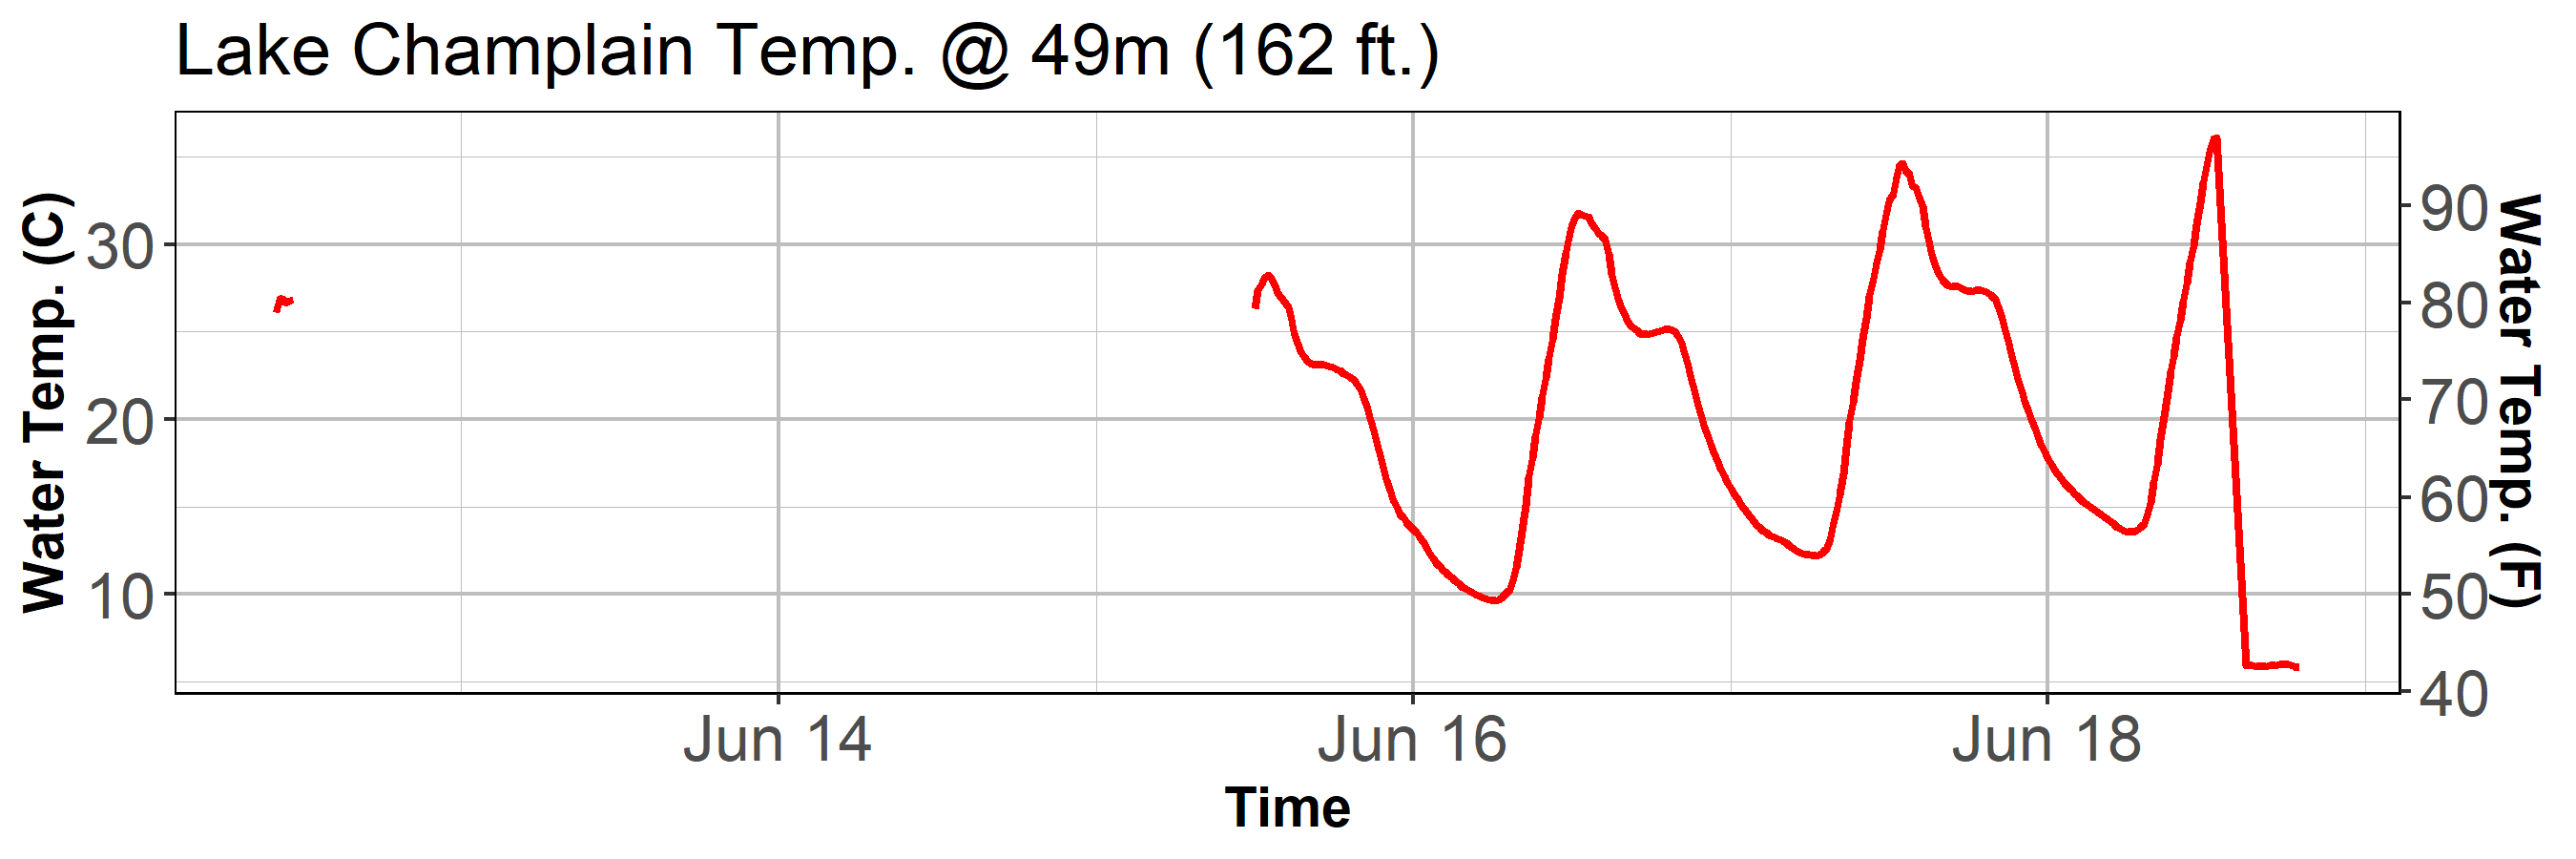 Lake Champlain Temp. @ 49m (162 ft.)
Water Temp. (C)
30
20
10
90
80
70
60
50
40
Water Temp. (F)
Jun 14
Jun 16
Jun 18
Time